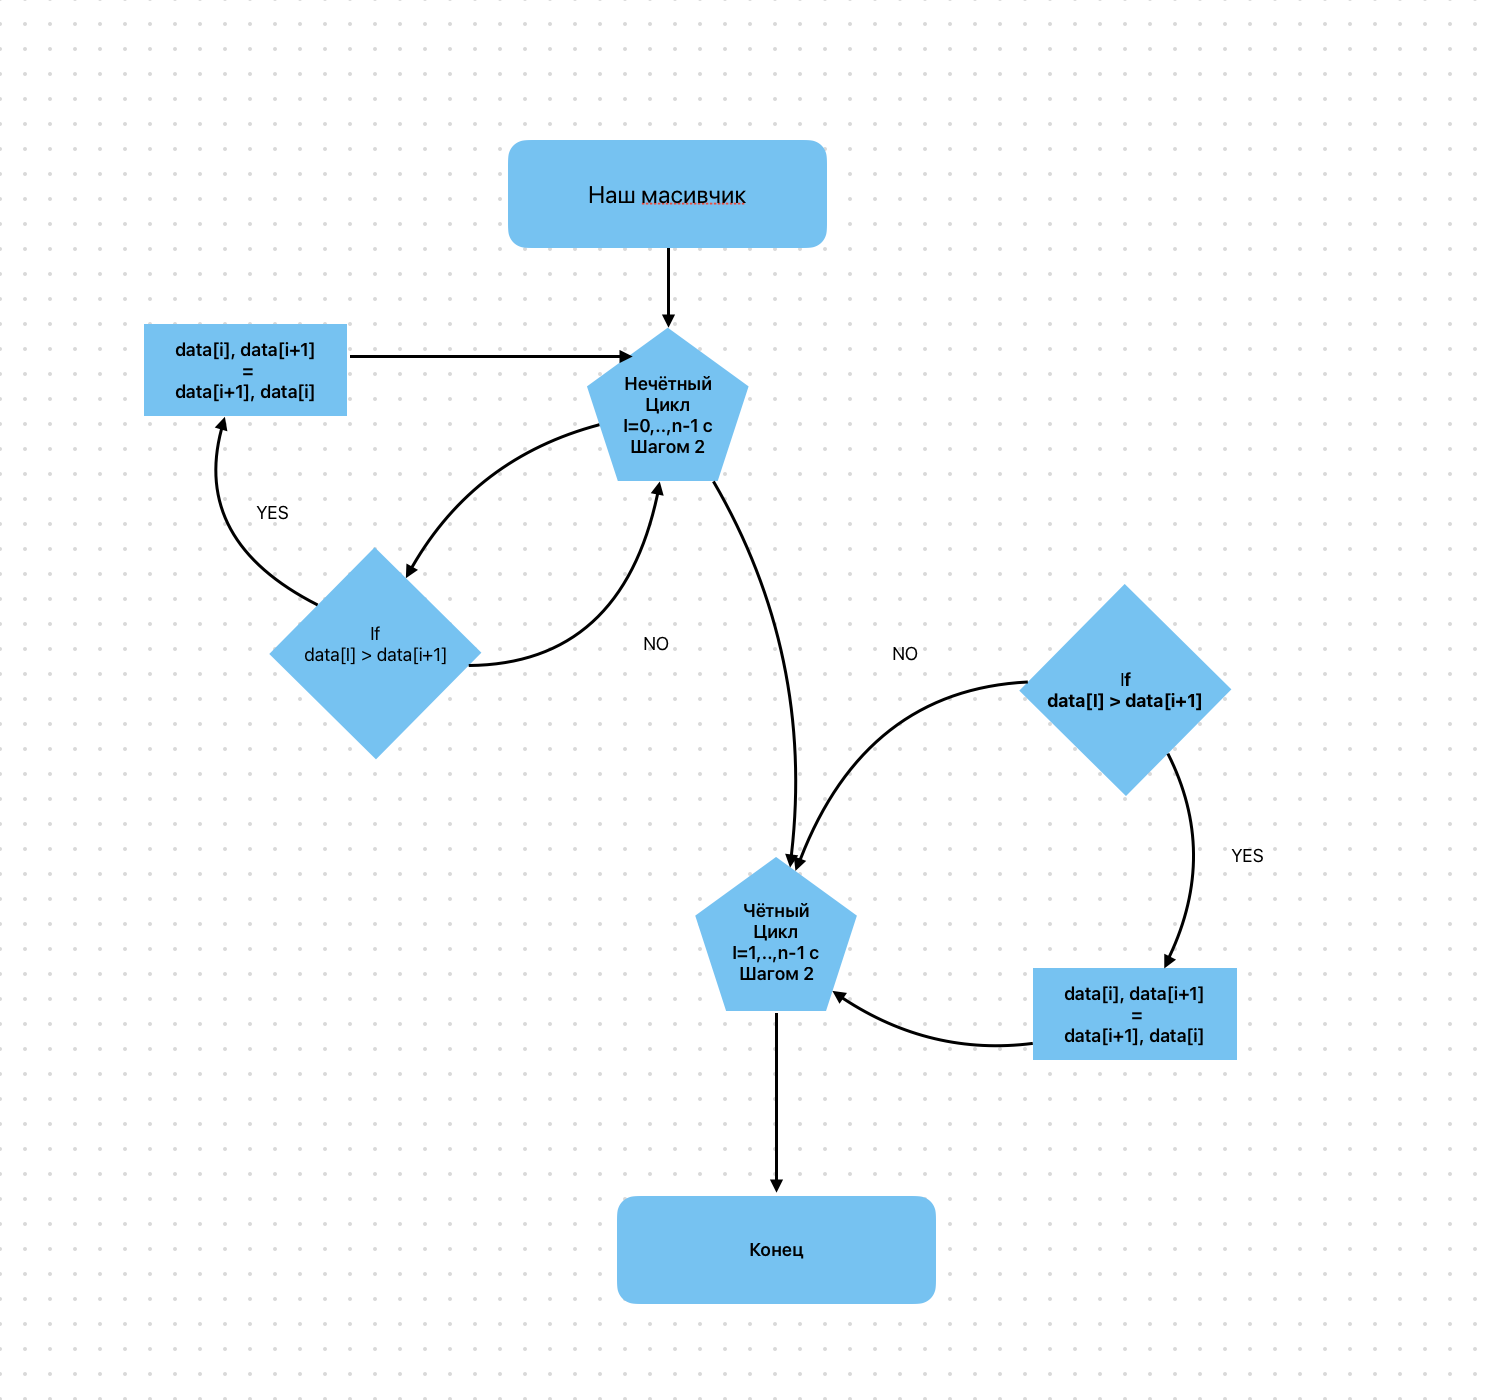 Наш масивчик
data[i], data[i+1]
=
data[i+1], data[i]
Нечётный
Цикл
I=0,..,n-1 с
Шагом 2
YES
If
data[I] > data[i+1]
NO
NO
If
data[I] > data[i+1]
YES
Чётный
Цикл
I=1,..,n-1 с
Шагом 2
data[i], data[i+1]
=
data[i+1], data[i]
Конец